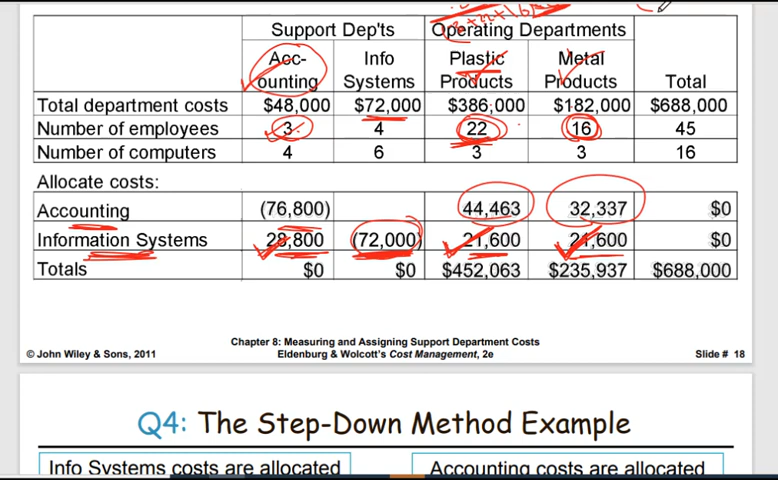 Support Dep'ts Operating Departments
Acc- Info Plastic Metal
ounting Systems Products Products Total
Total department costs $48,000 $72,000 $386,000 $182,000 $688,000
Number of employees 3 4 22 16 45
Number of computers 4 6 3 3 16
Allocate costs:
Accounting (76,800) 44,463 32,337 $0
Information Systems 28,800 (72,000) 21,600 21,600 $0
Totals $0 $0 $452,063 $235,937 $688,000
Chapter 8: Measuring and Assigning Support Department Costs
© John Wiley & Sons, 2011 Eldenburg & Wolcott's Cost Management, 2e Slide # 18
Q4: The Step-Down Method Example
Info Systems costs are allocated Accounting costs are allocated